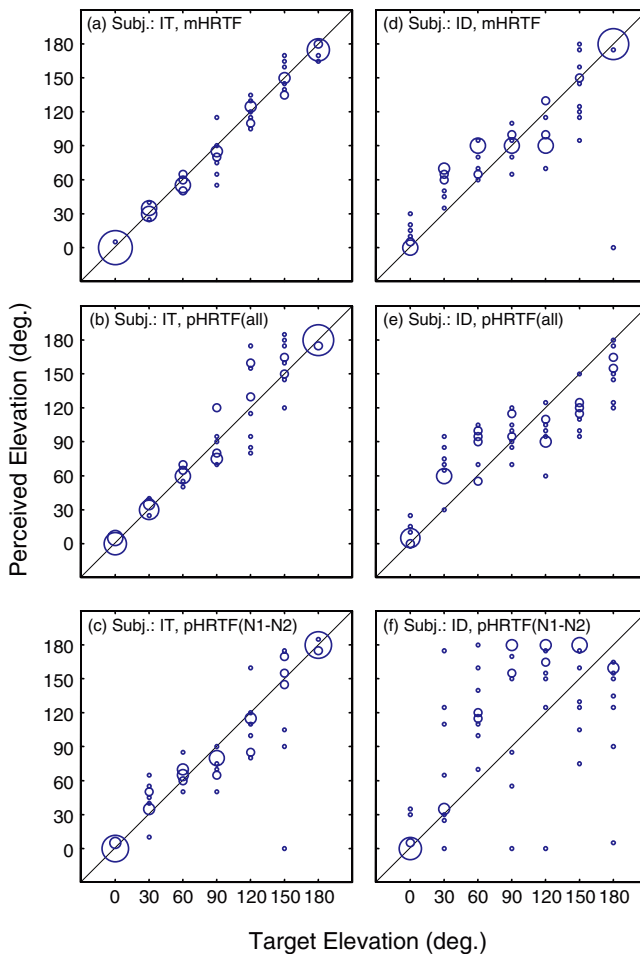 (a) Subj.: IT, mHRTF
(d) Subj.: ID, mHRTF
180
150
120
90
60
30
0
(b) Subj.: IT, pHRTF(all)
(e) Subj.: ID, pHRTF(all)
180
150
120
90
60
30
0
(c) Subj.: IT, pHRTF(N1-N2)
(f) Subj.: ID, pHRTF(N1-N2)
180
150
120
90
60
30
0
Perceived Elevation (deg.)
0 30 60 90 120 150 180
0 30 60 90 120 150 180
Target Elevation (deg.)